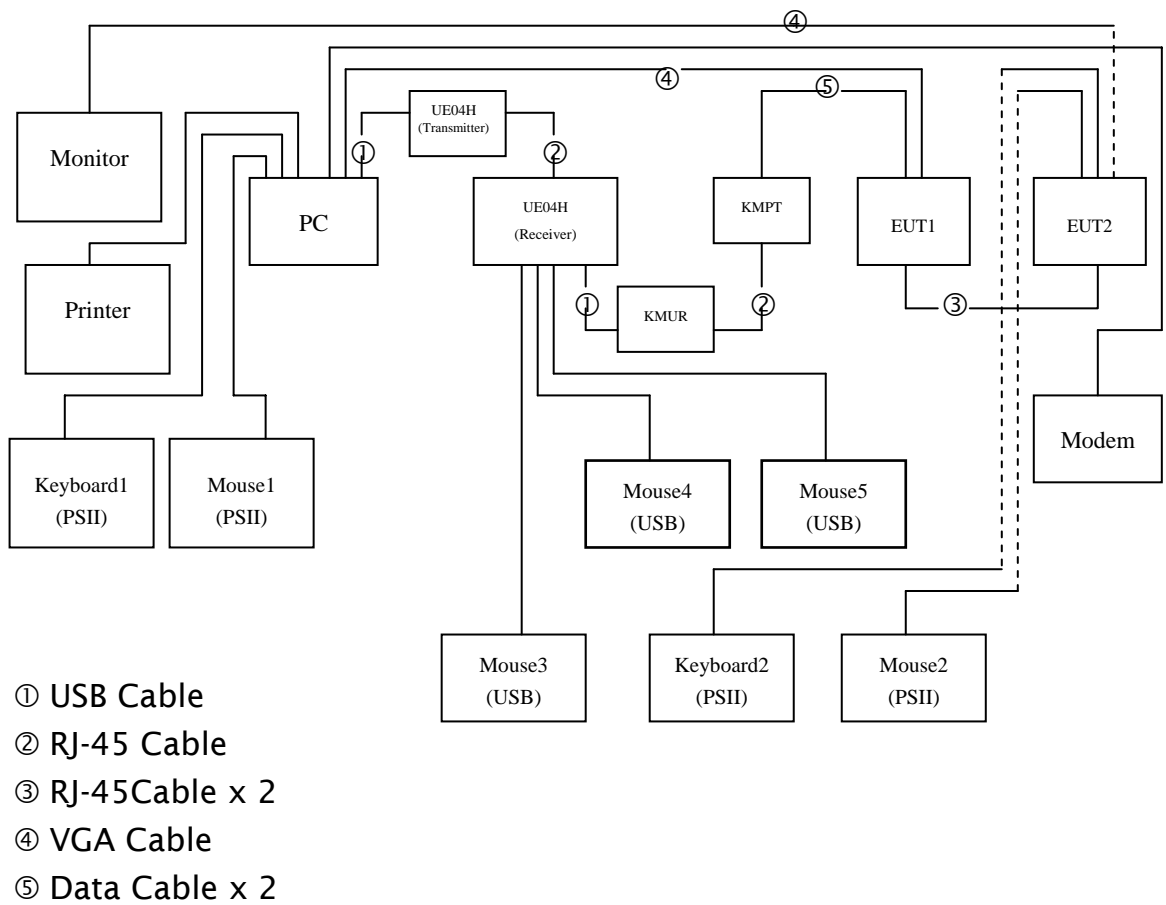 ④
④
⑤
UE04H
(Transmitter)
①
②
Monitor
PC
UE04H
(Receiver)
KMPT
EUT1
EUT2
Printer
①
KMUR
②
③
Modem
Keyboard1
(PSII)
Mouse1
(PSII)
Mouse4
(USB)
Mouse5
(USB)
Mouse3
(USB)
Keyboard2
(PSII)
Mouse2
(PSII)
① USB Cable
② RJ-45 Cable
③ RJ-45Cable x 2
④ VGA Cable
⑤ Data Cable x 2